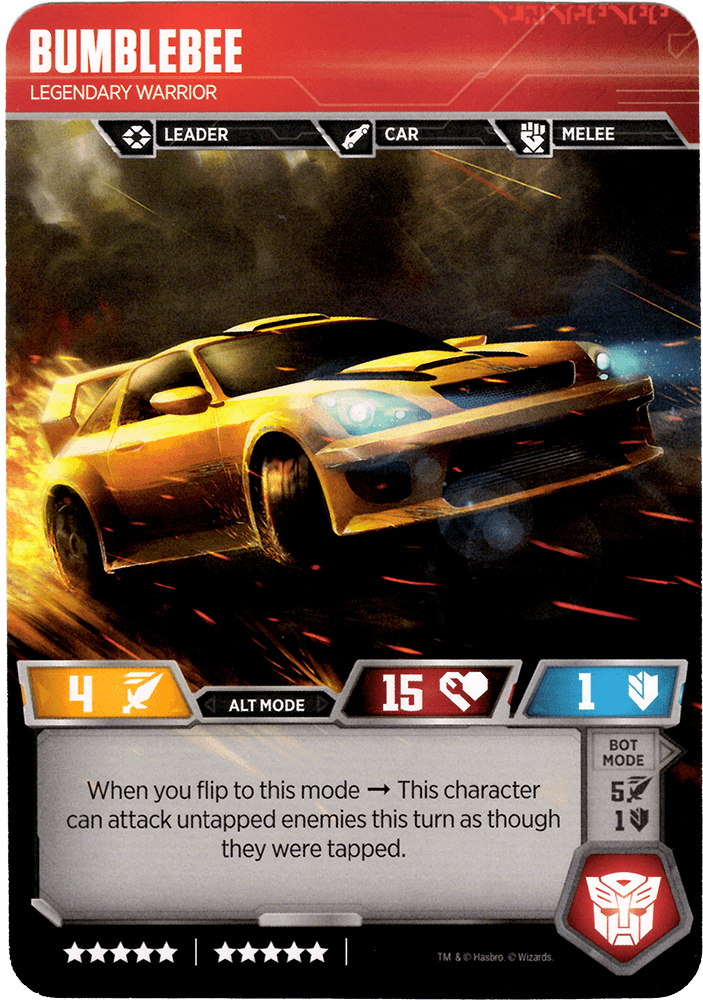 BUMBLEBEE
LEGENDARY WARRIOR
LEADER CAR MELEE
4 ALT MODE 15 1
When you flip to this mode → This character
can attack untapped enemies this turn as though
they were tapped.
BOT
MODE
5
1
TM & © Hasbro. © Wizards.